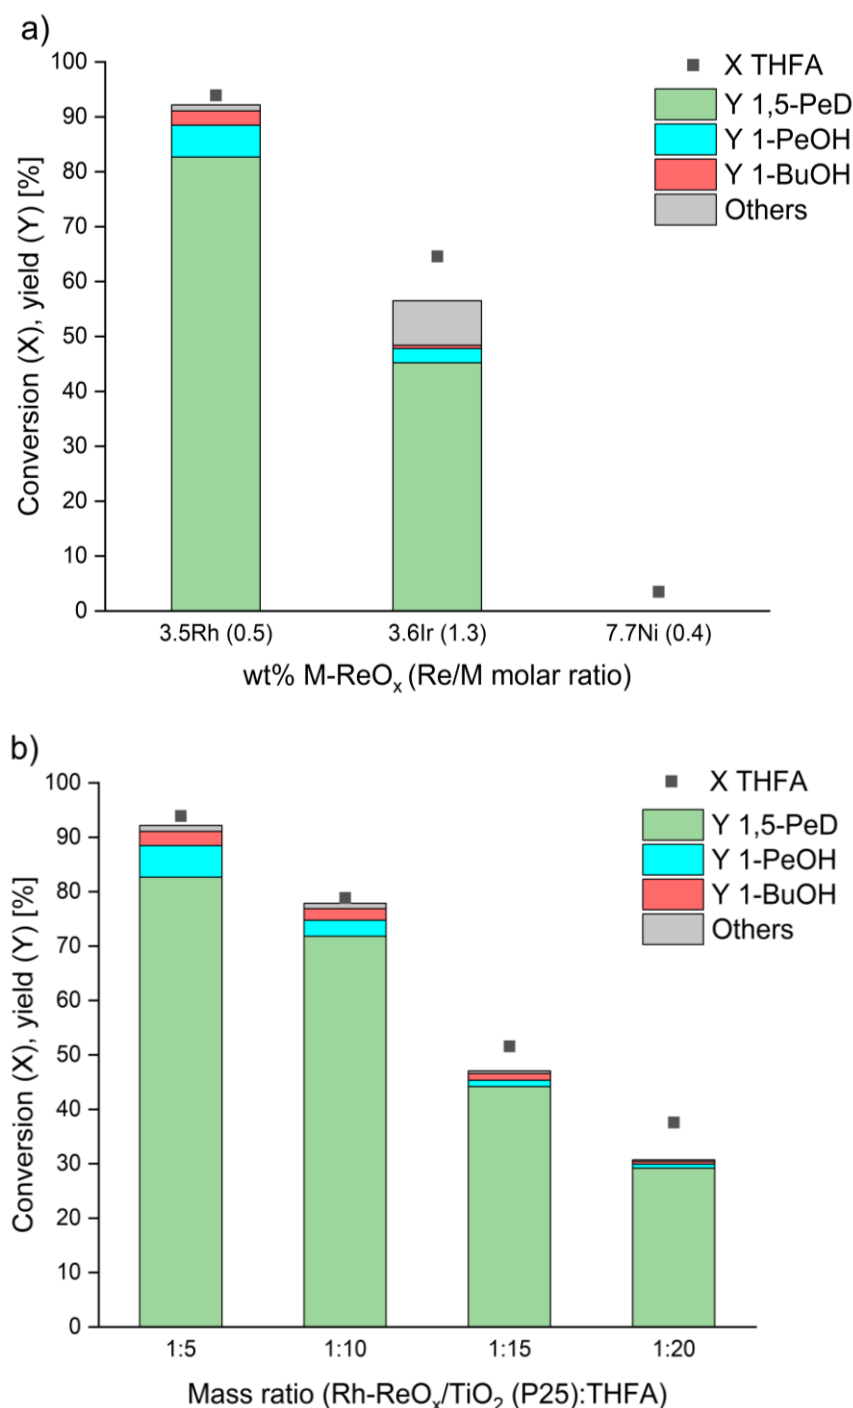 a)
100
90
80
70
60
50
40
30
20
10
0
Conversion (X), yield (Y) [%]
X THFA
Y 1,5-PeD
Y 1-PeOH
Y 1-BuOH
Others
3.5Rh (0.5)
3.6Ir (1.3)
7.7Ni (0.4)
wt% M-ReOₓ (Re/M molar ratio)
b)
100
90
80
70
60
50
40
30
20
10
0
Conversion (X), yield (Y) [%]
X THFA
Y 1,5-PeD
Y 1-PeOH
Y 1-BuOH
Others
1:5
1:10
1:15
1:20
Mass ratio (Rh-ReOₓ/TiO₂ (P25):THFA)